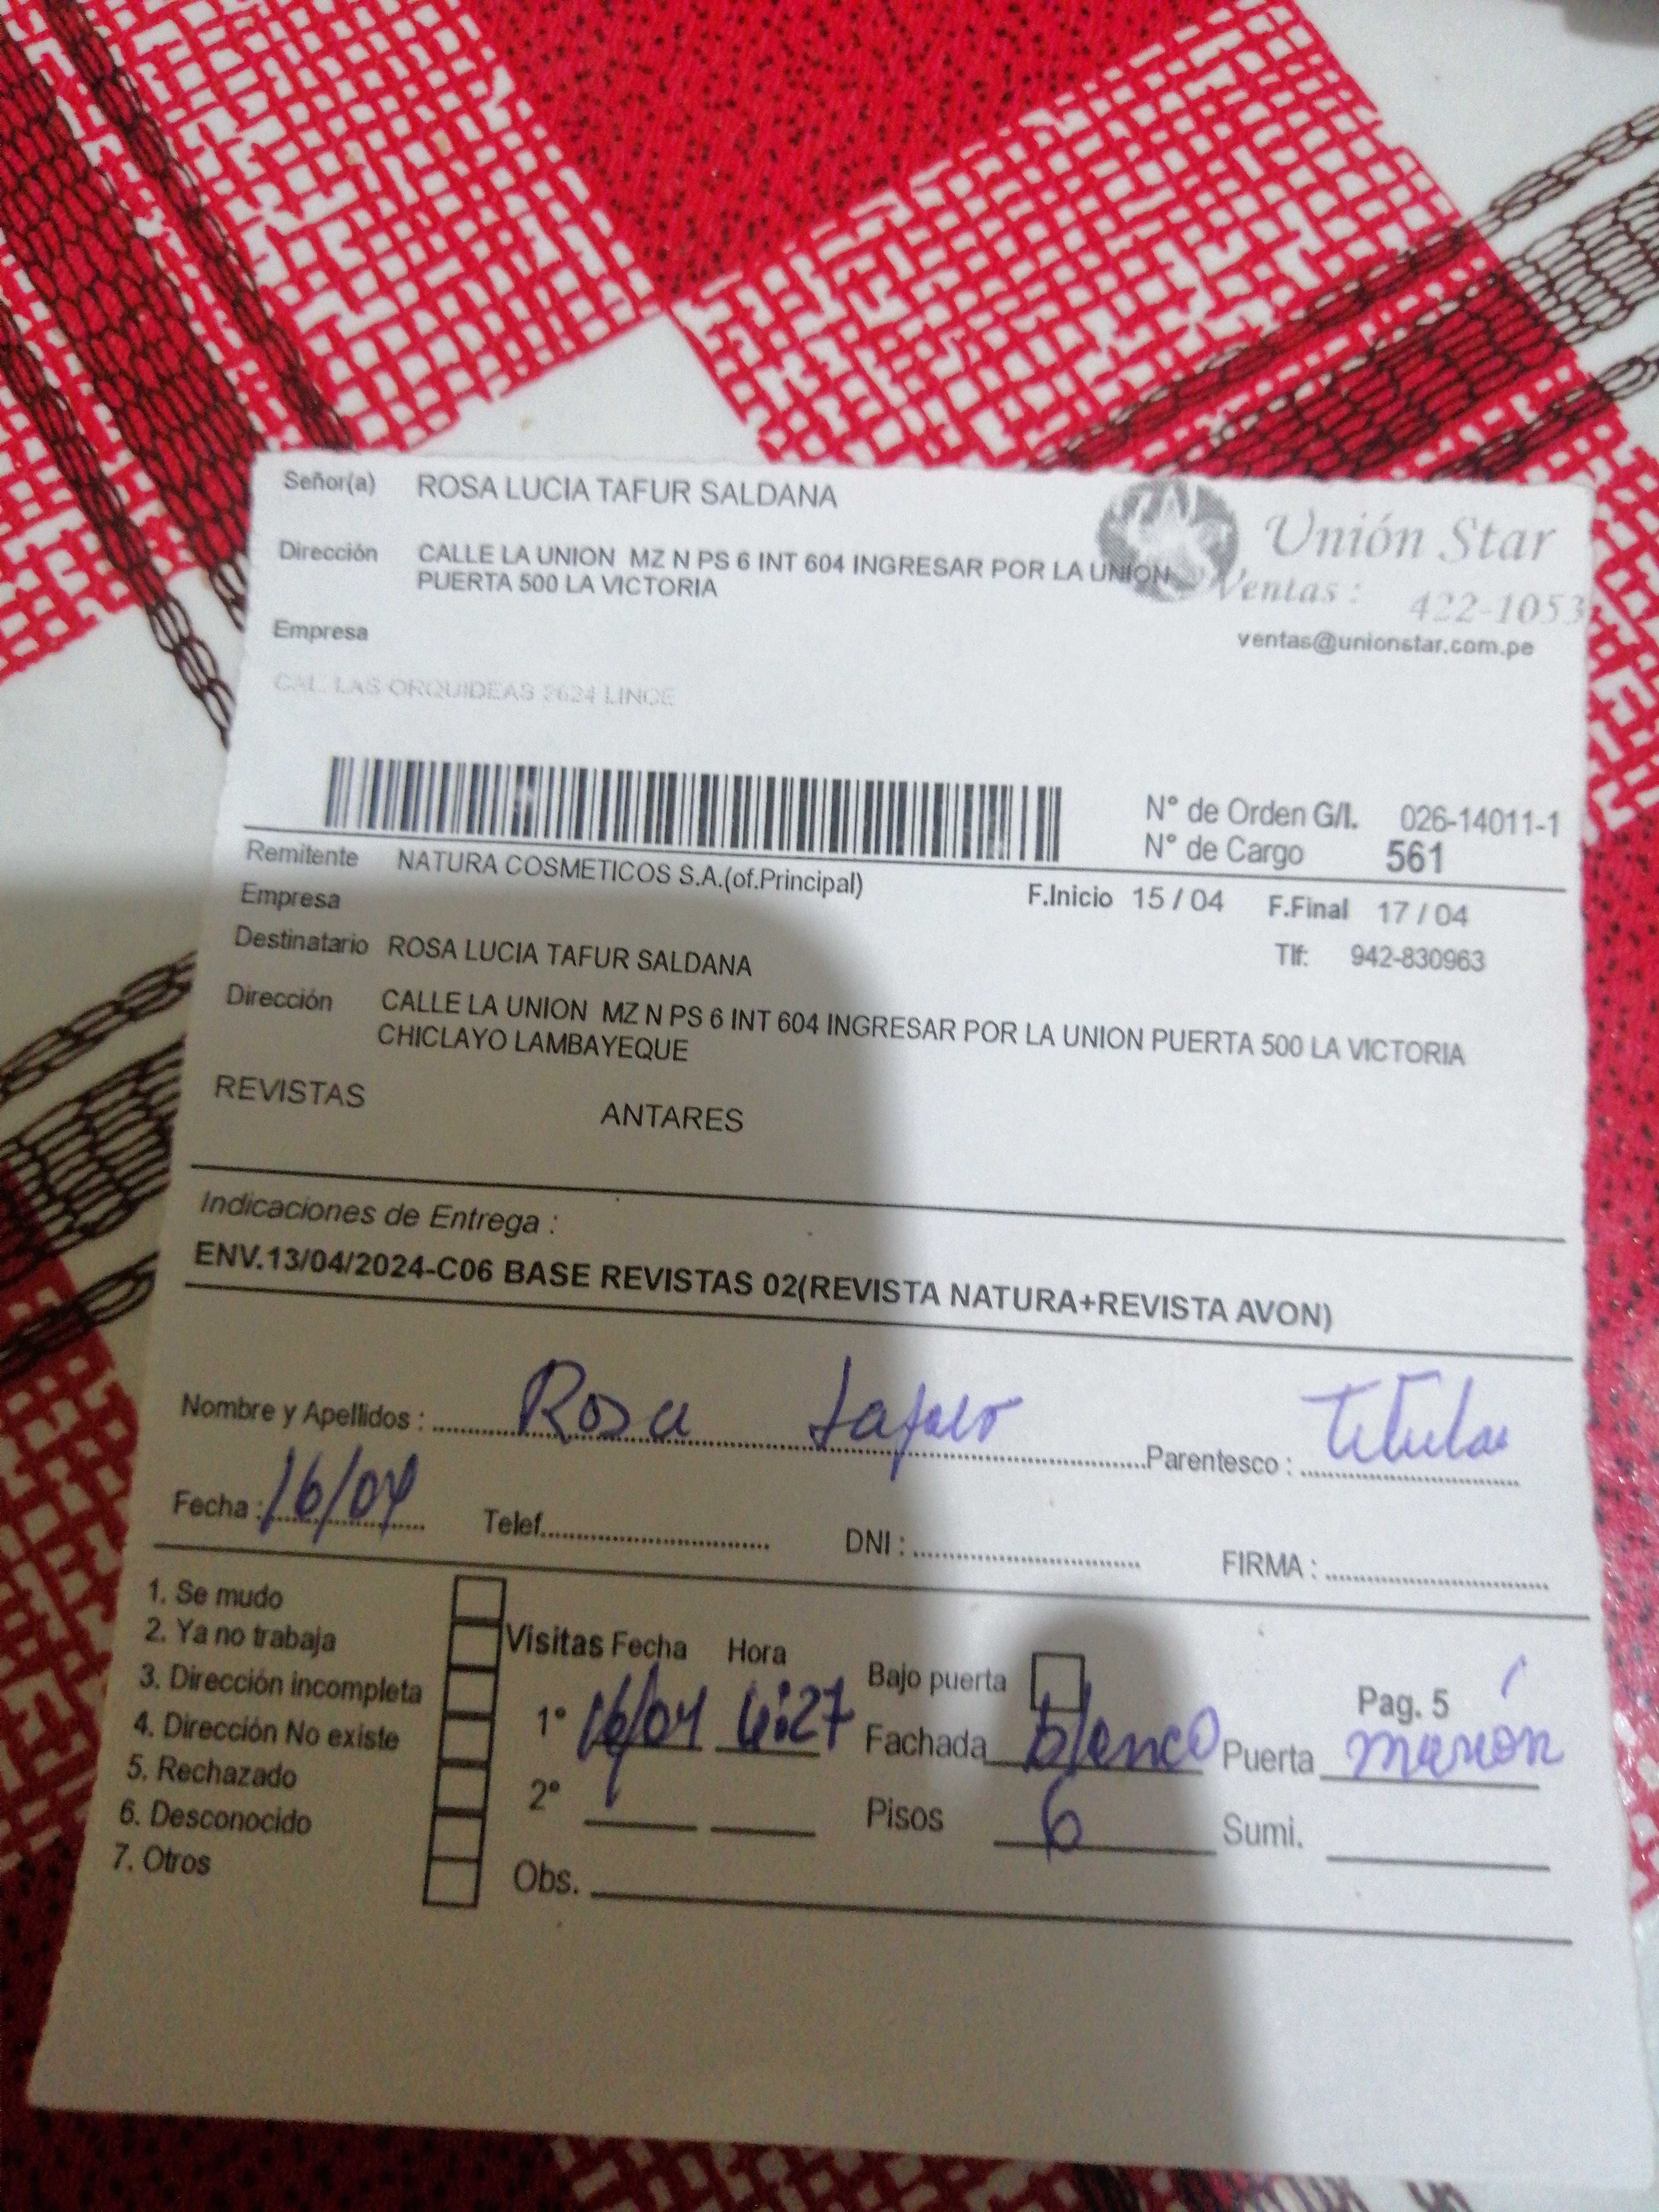 Señor(a) ROSA LUCIA TAFUR SALDANA
Unión Star
Dirección CALLE LA UNION MZ N PS 6 INT 604 INGRESAR POR LA UNION
PUERTA 500 LA VICTORIA
Ventas : 422-1053
Empresa
ventas@unionstar.com.pe
CAL. LAS ORQUIDEAS 2624 LINCE
N° de Orden G/I. 026-14011-1
N° de Cargo 561
Remitente NATURA COSMETICOS S.A.(of.Principal)
Empresa
F.Inicio 15 / 04 F.Final 17 / 04
Destinatario ROSA LUCIA TAFUR SALDANA
Tlf: 942-830963
Dirección CALLE LA UNION MZ N PS 6 INT 604 INGRESAR POR LA UNION PUERTA 500 LA VICTORIA
CHICLAYO LAMBAYEQUE
REVISTAS ANTARES
Indicaciones de Entrega :
ENV.13/04/2024-C06 BASE REVISTAS 02(REVISTA NATURA+REVISTA AVON)
Nombre y Apellidos : Rosa Parentesco : Titular
Fecha : 16/04 Telef. DNI : FIRMA :
1. Se mudo
2. Ya no trabaja
3. Dirección incompleta
4. Dirección No existe
5. Rechazado
6. Desconocido
7. Otros
Visitas Fecha Hora
1° 16/04 :27
2°
Obs.
Bajo puerta
Pag. 5
Fachada blanco Puerta marrón
Pisos 6 Sumi.